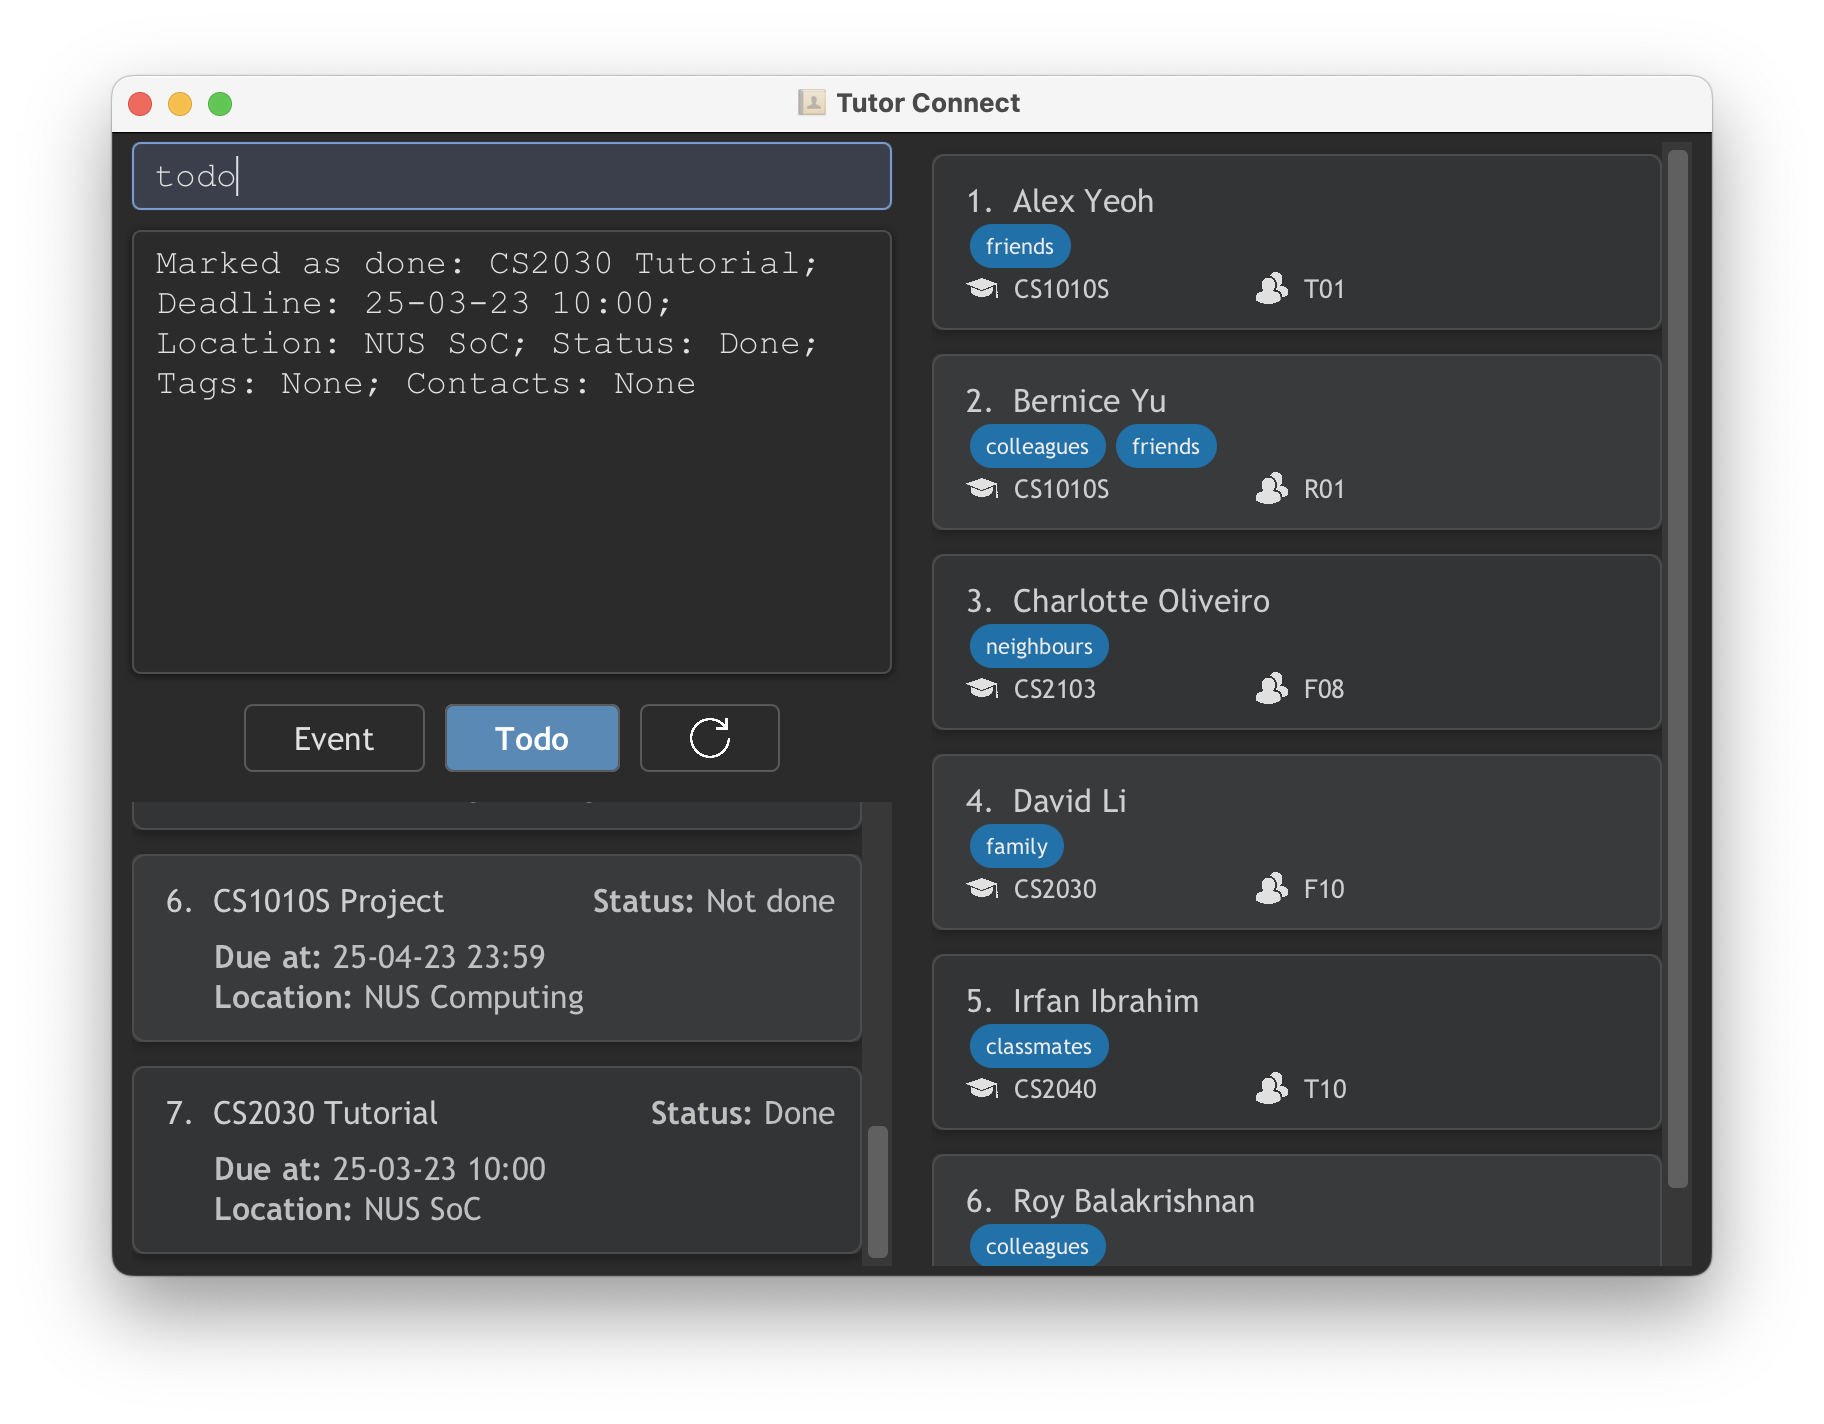 Tutor Connect
todo
Marked as done: CS2030 Tutorial;
Deadline: 25-03-23 10:00;
Location: NUS SoC; Status: Done;
Tags: None; Contacts: None
Event
Todo
6. CS1010S Project Status: Not done
Due at: 25-04-23 23:59
Location: NUS Computing
7. CS2030 Tutorial Status: Done
Due at: 25-03-23 10:00
Location: NUS SoC
1. Alex Yeoh
friends
CS1010S T01
2. Bernice Yu
colleagues friends
CS1010S R01
3. Charlotte Oliveiro
neighbours
CS2103 F08
4. David Li
family
CS2030 F10
5. Irfan Ibrahim
classmates
CS2040 T10
6. Roy Balakrishnan
colleagues